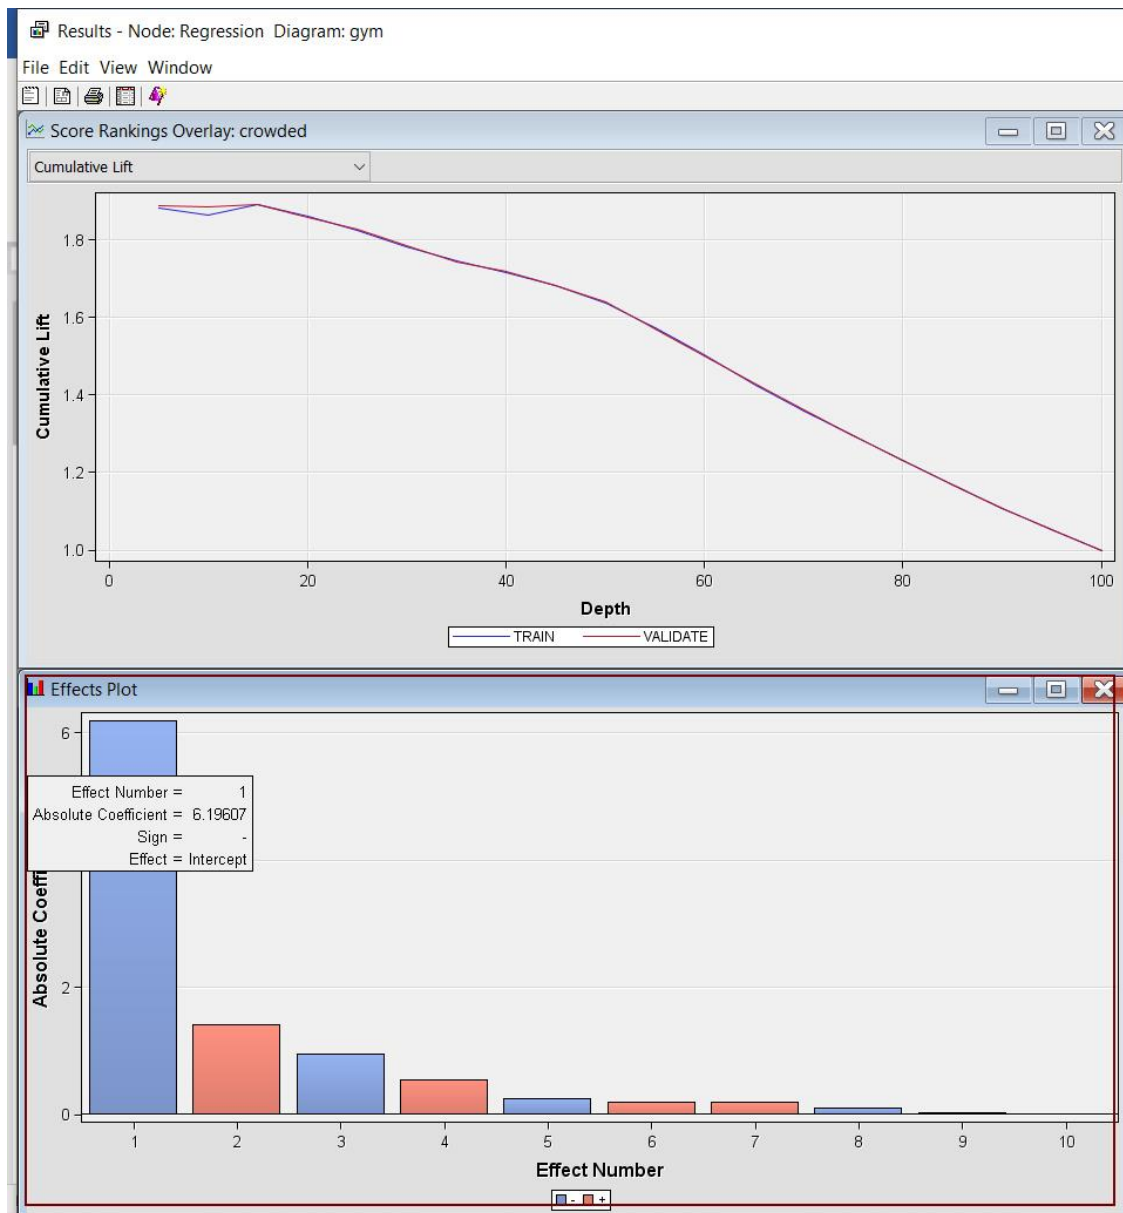 Results - Node: Regression Diagram: gym
File Edit View Window
Score Rankings Overlay: crowded
Cumulative Lift
Cumulative Lift
1.8
1.6
1.4
1.2
1.0
0 20 40 60 80 100
Depth
TRAIN VALIDATE
Effects Plot
6
Effect Number = 1
Absolute Coefficient = 6.19607
Sign = -
Effect = Intercept
Absolute Coeffi
2
0
1 2 3 4 5 6 7 8 9 10
Effect Number
- +